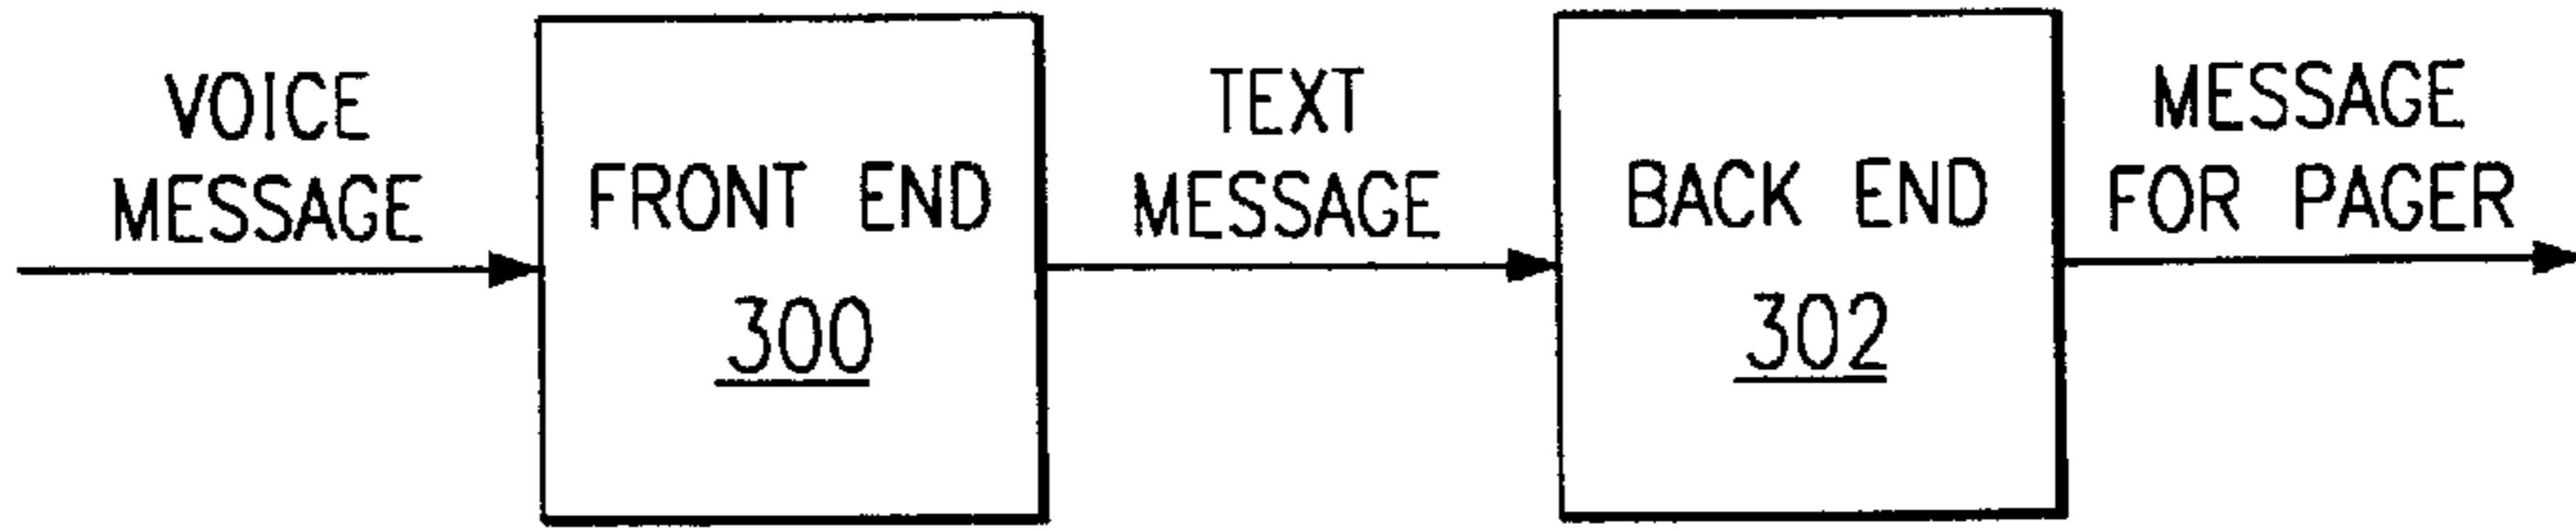 VOICE
MESSAGE
FRONT END
300
TEXT
MESSAGE
BACK END
302
MESSAGE
FOR PAGER